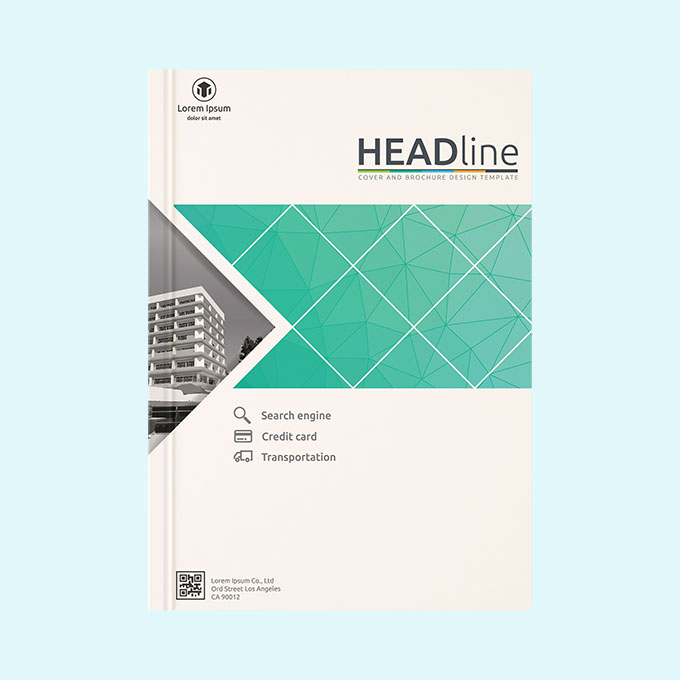 Lorem Ipsum
dolor sit amet
HEADline
COVER AND BROCHURE DESIGN TEMPLATE
Search engine
Credit card
Transportation
Lorem Ipsum Co., Ltd
Ord Street Los Angeles
CA 90012